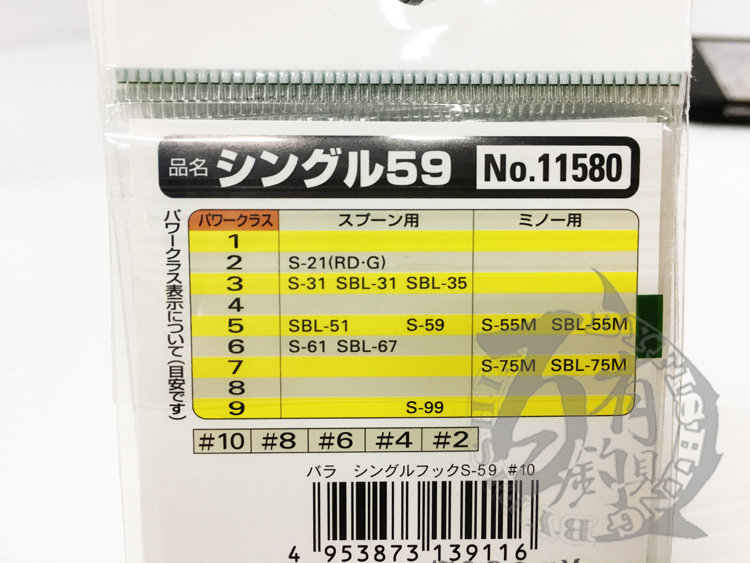 品名 シングル59 No.11580
パワークラス表示について(目安です)
パワークラス スプーン用 ミノー用
1
2 S-21(RD·G)
3 S-31 SBL-31 SBL-35
4
5 SBL-51 S-59 S-55M SBL-55M
6 S-61 SBL-67
7 S-75M SBL-75M
8
9 S-99
#10 #8 #6 #4 #2
バラ シングルフックS-59 #10
4 953873 139116